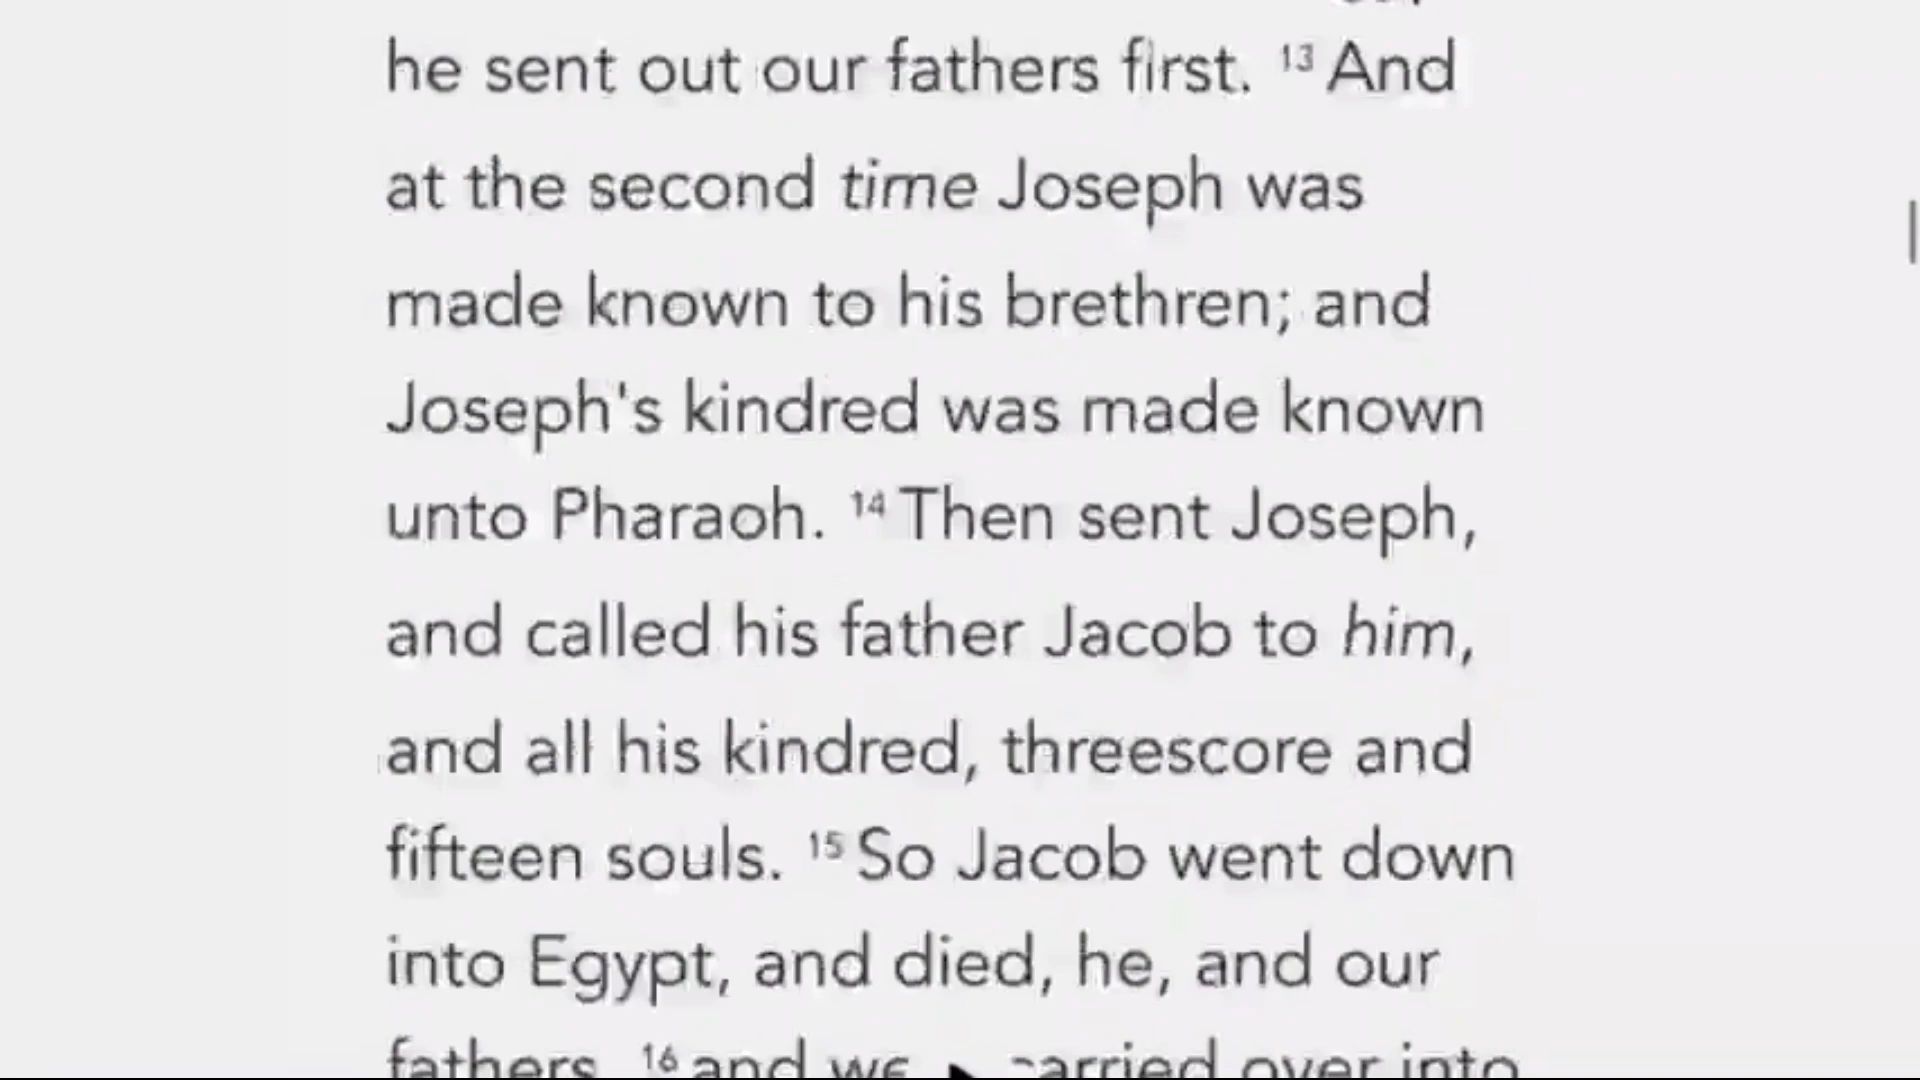 he sent out our fathers first. 13 And
at the second time Joseph was
made known to his brethren; and
Joseph's kindred was made known
unto Pharaoh. 14 Then sent Joseph,
and called his father Jacob to him,
and all his kindred, threescore and
fifteen souls. 15 So Jacob went down
into Egypt, and died, he, and our
fathers. 16 and carried over into